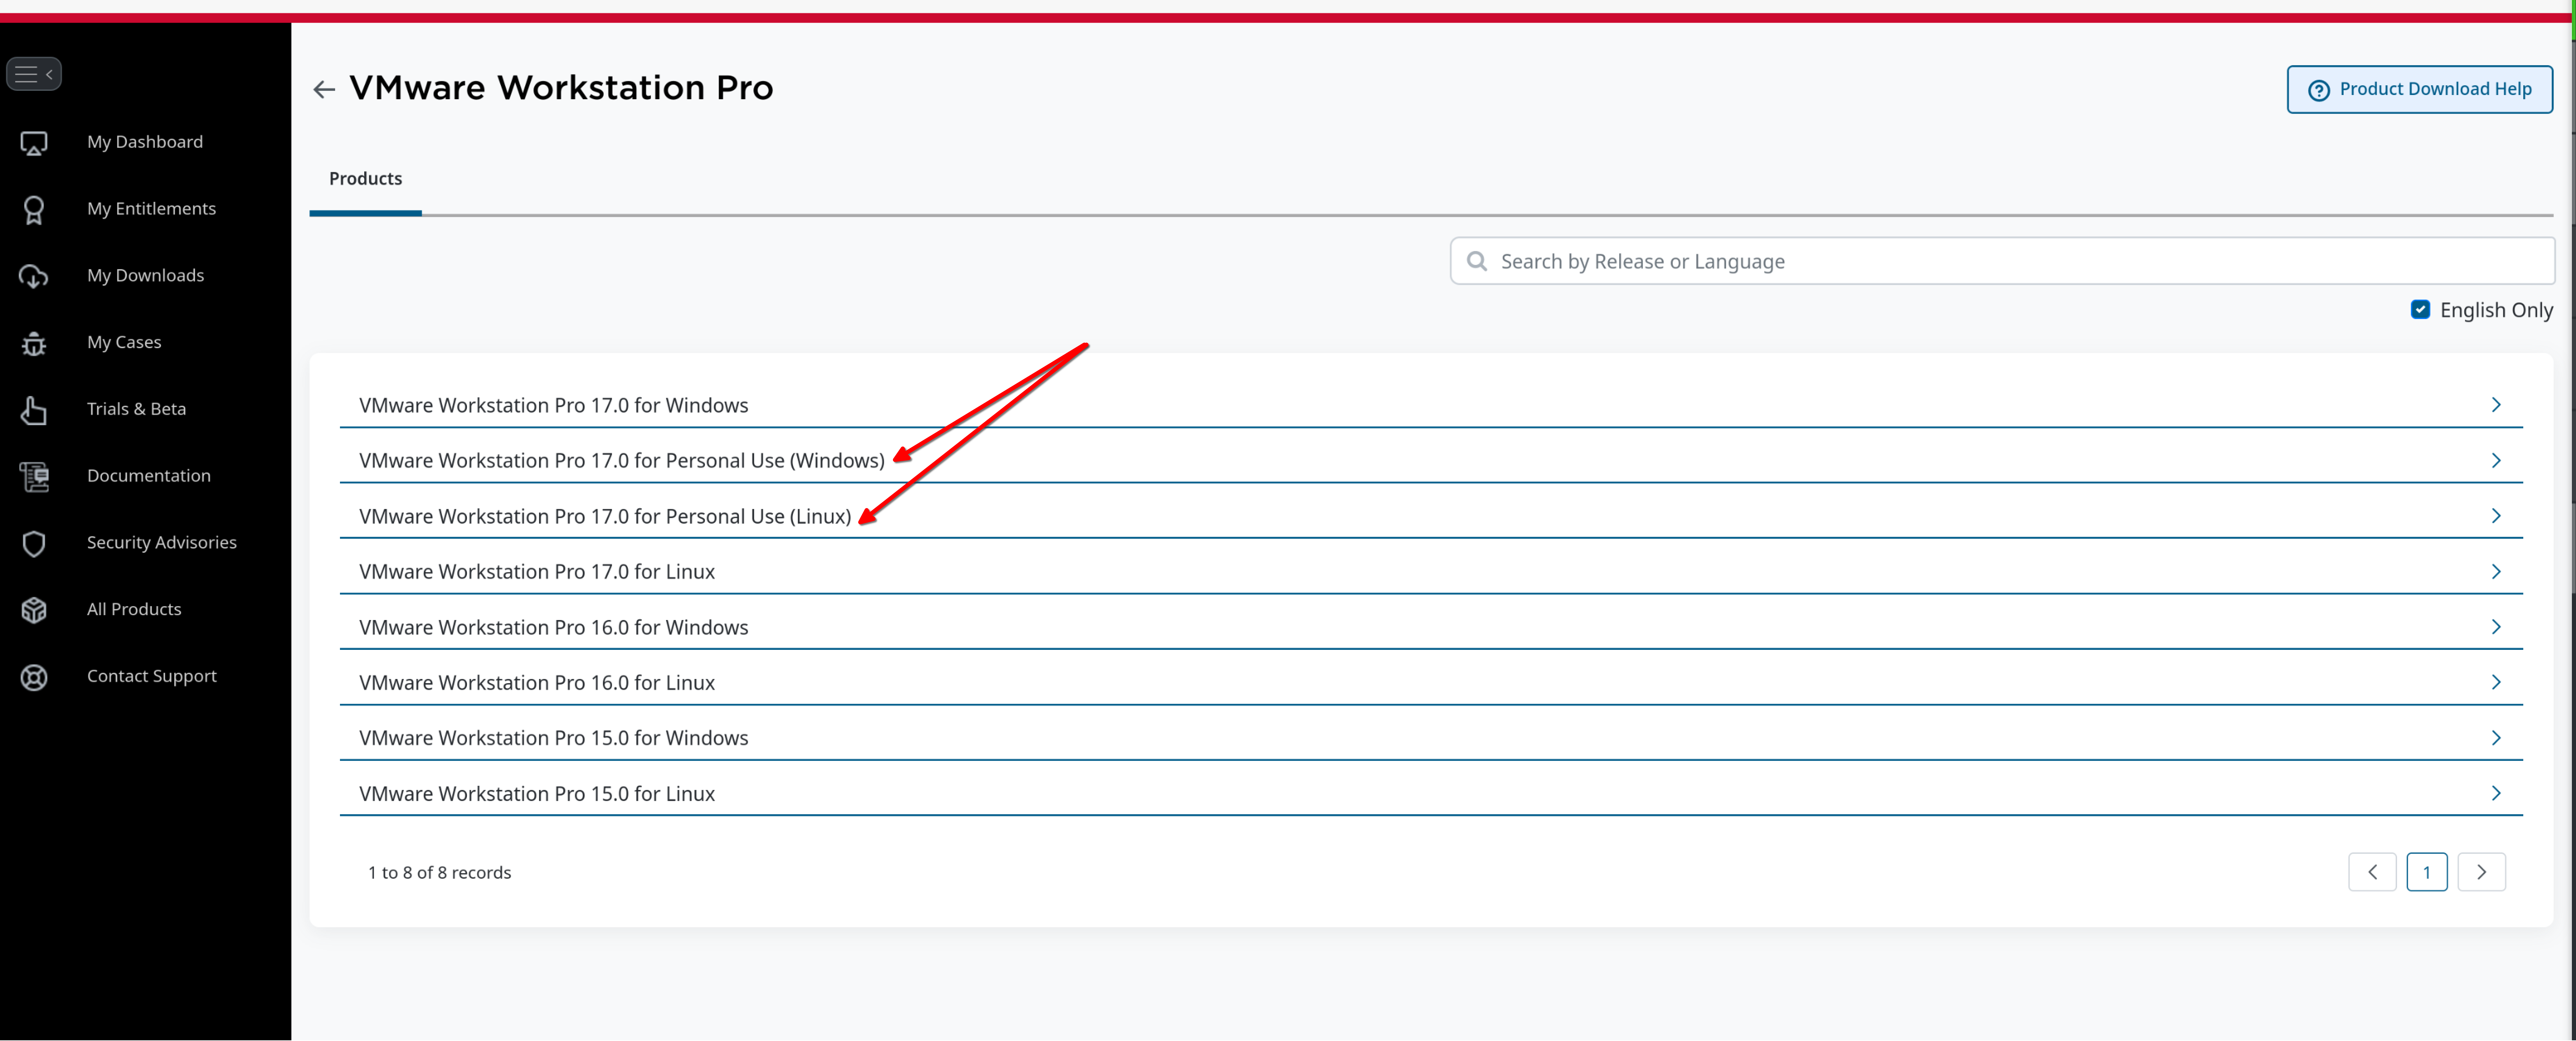 VMware Workstation Pro
Product Download Help
My Dashboard
My Entitlements
My Downloads
My Cases
Trials & Beta
Documentation
Security Advisories
All Products
Contact Support
Products
Search by Release or Language
English Only
VMware Workstation Pro 17.0 for Windows
VMware Workstation Pro 17.0 for Personal Use (Windows)
VMware Workstation Pro 17.0 for Personal Use (Linux)
VMware Workstation Pro 17.0 for Linux
VMware Workstation Pro 16.0 for Windows
VMware Workstation Pro 16.0 for Linux
VMware Workstation Pro 15.0 for Windows
VMware Workstation Pro 15.0 for Linux
1 to 8 of 8 records
1